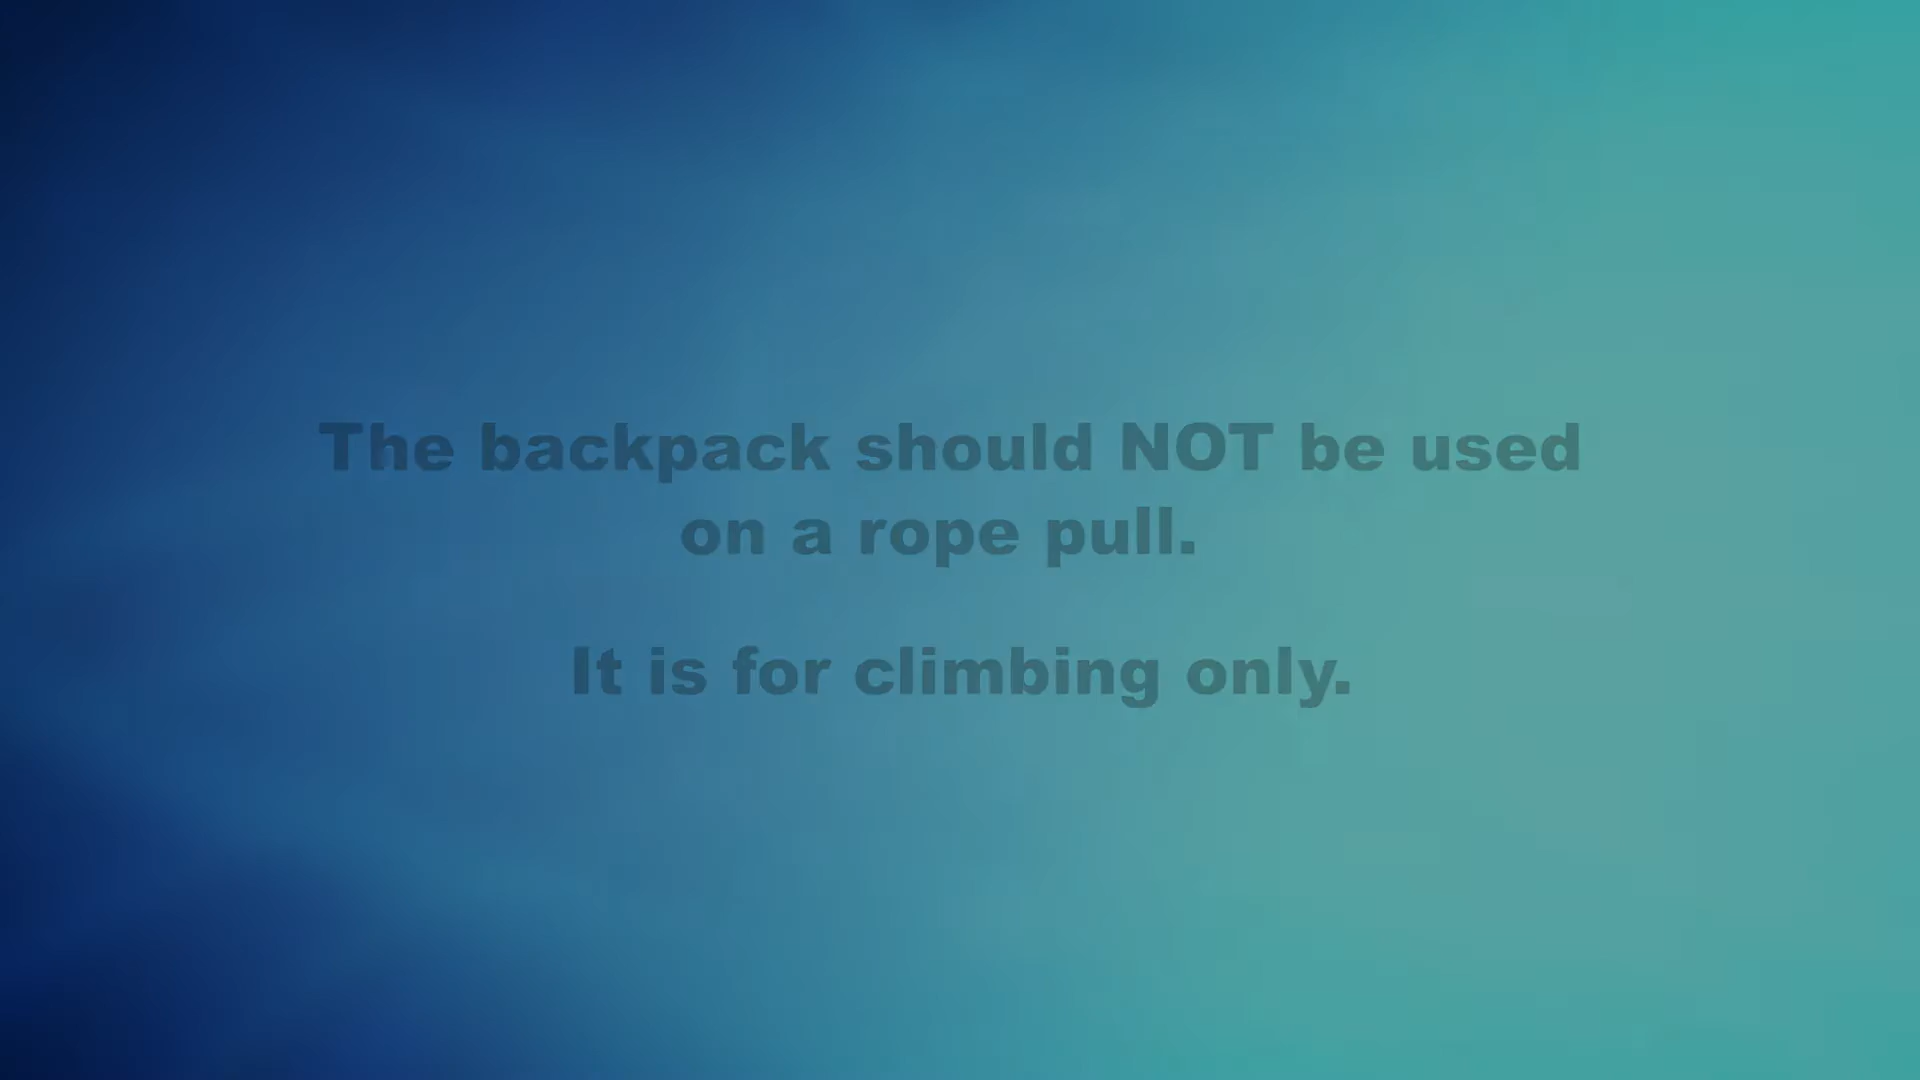 The backpack should NOT be used
on a rope pull.
It is for climbing only.